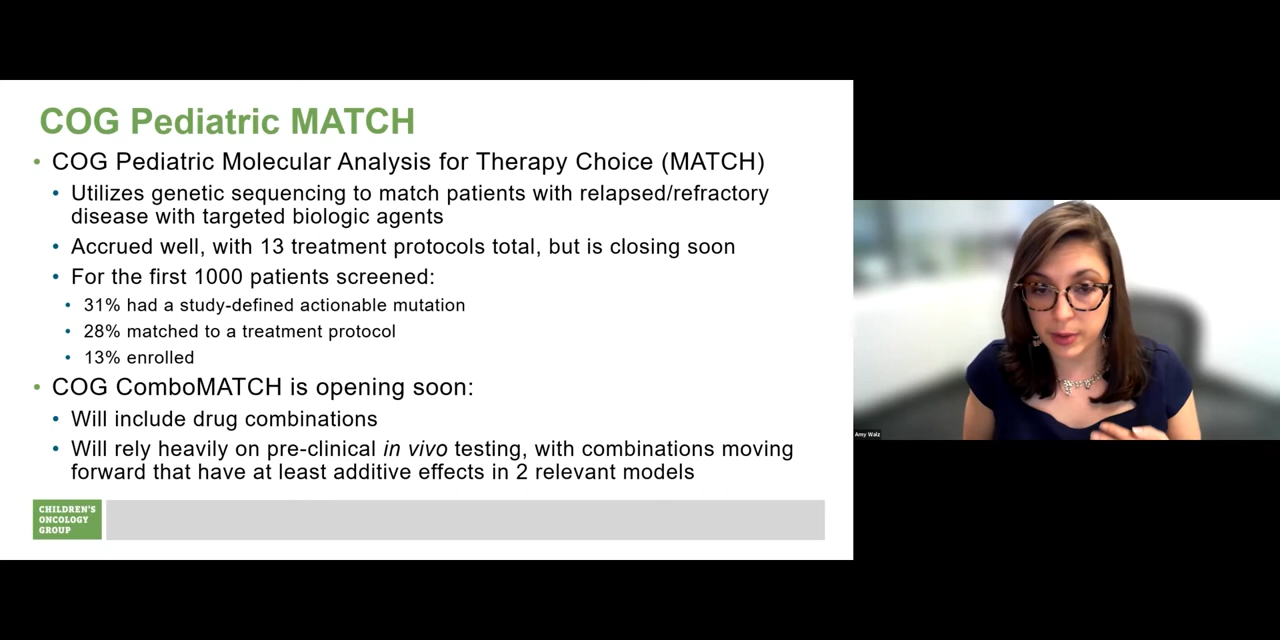 COG Pediatric MATCH
• COG Pediatric Molecular Analysis for Therapy Choice (MATCH)
• Utilizes genetic sequencing to match patients with relapsed/refractory
disease with targeted biologic agents
• Accrued well, with 13 treatment protocols total, but is closing soon
• For the first 1000 patients screened:
• 31% had a study-defined actionable mutation
• 28% matched to a treatment protocol
• 13% enrolled
• COG ComboMATCH is opening soon:
• Will include drug combinations
• Will rely heavily on pre-clinical in vivo testing, with combinations moving
forward that have at least additive effects in 2 relevant models
CHILDREN'S
ONCOLOGY
GROUP
Amy Walz